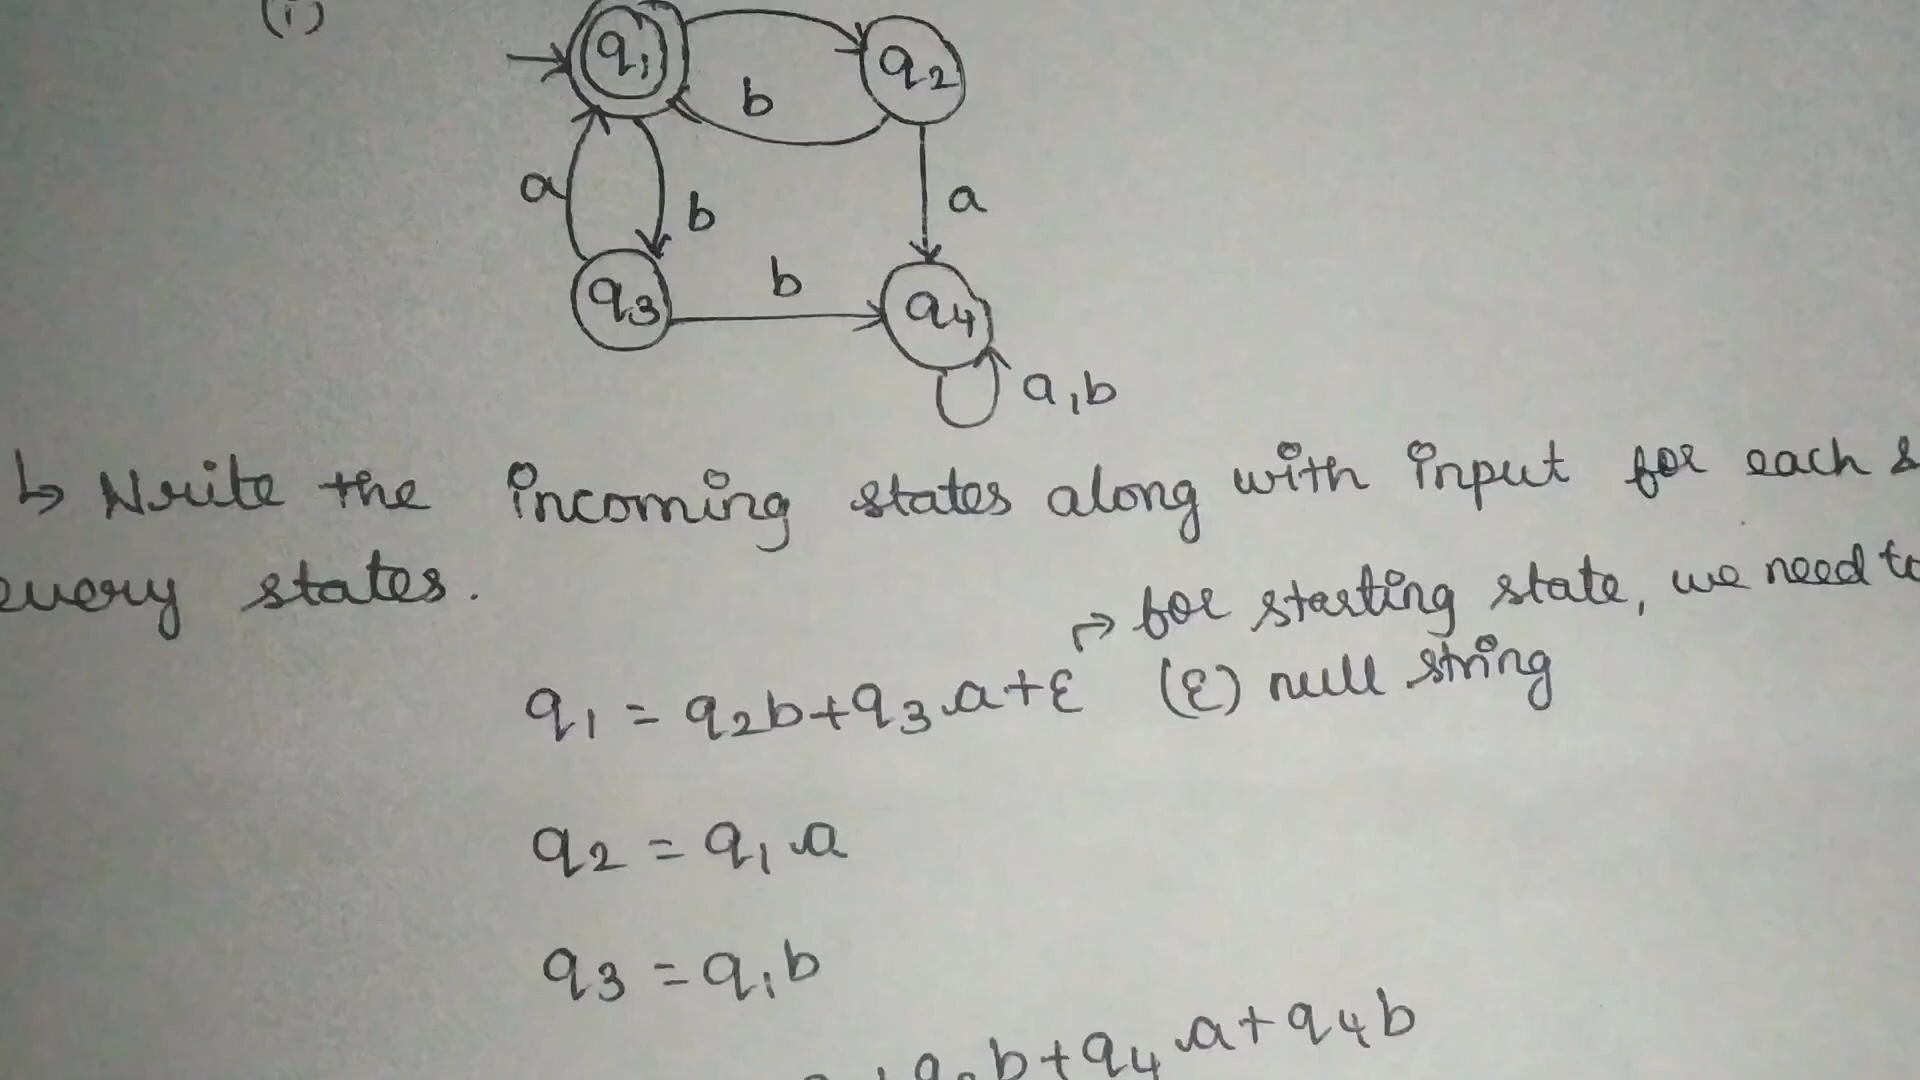 (i)
q1 q2
b
a b a
b
q3 q4
a,b
↳ Write the incoming states along with input for each &
every states.
→ for starting state, we need to
q1 = q2b+q3a+ε (ε) null string
q2 = q1a
q3 = q1b
b+q4a+q4b